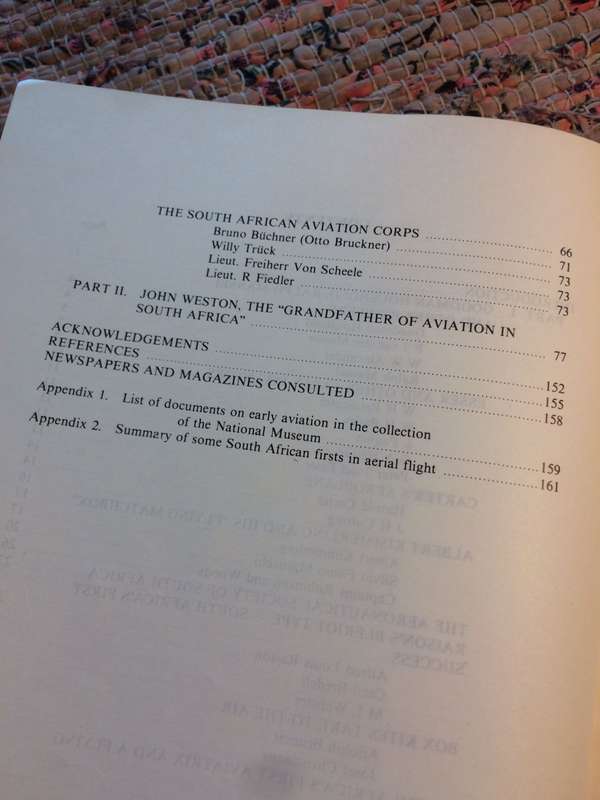 THE SOUTH AFRICAN AVIATION CORPS ........ 66
Bruno Büchner (Otto Bruckner) ........ 71
Willy Trück ........ 73
Lieut. Freiherr Von Scheele ........ 73
Lieut. R Fiedler ........ 73
PART II. JOHN WESTON, THE "GRANDFATHER OF AVIATION IN
SOUTH AFRICA" ........ 77
ACKNOWLEDGEMENTS ........ 152
REFERENCES ........ 155
NEWSPAPERS AND MAGAZINES CONSULTED ........ 158
Appendix 1. List of documents on early aviation in the collection
of the National Museum ........ 159
Appendix 2. Summary of some South African firsts in aerial flight ........ 161